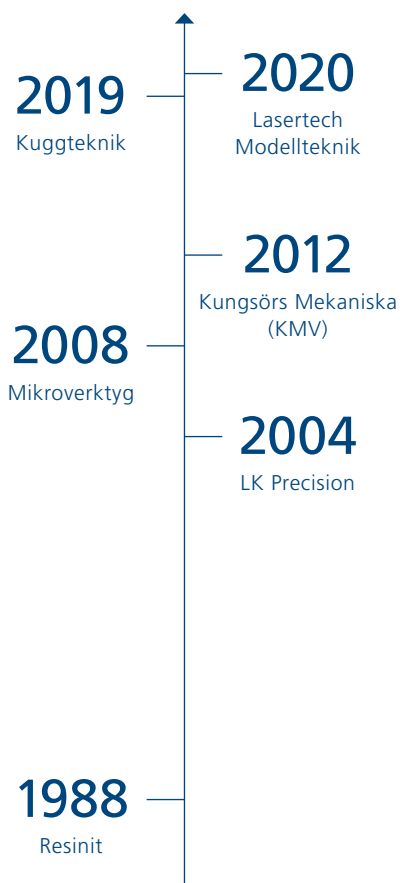 2020
Lasertech
Modellteknik
2019
Kuggteknik
2012
Kungsörs Mekaniska
(KMV)
2008
Mikroverktyg
2004
LK Precision
1988
Resinit